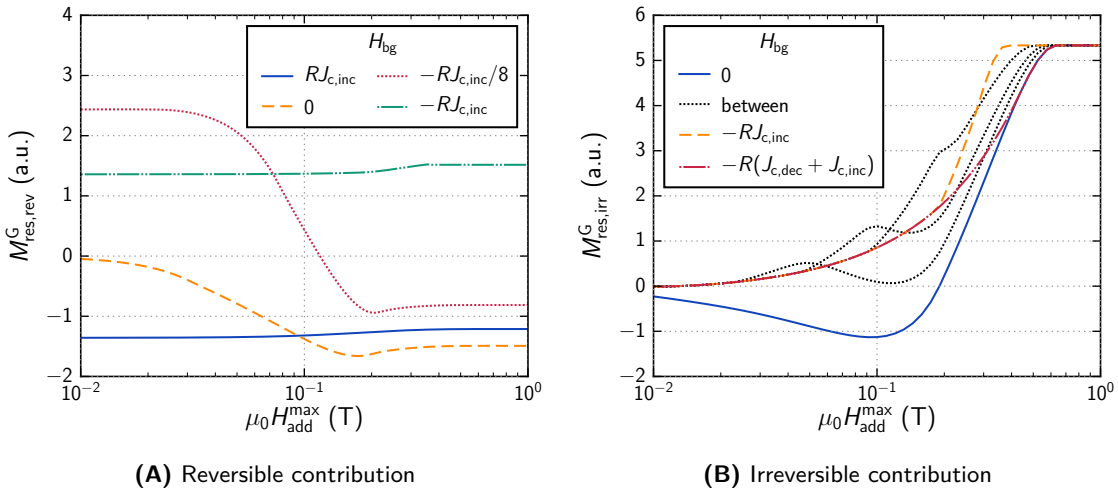 4
3
2
1
0
−1
−2
M^G_res,rev (a.u.)
H_bg
RJ_c,inc
0
−RJ_c,inc/8
−RJ_c,inc
10^−2
10^−1
10^0
μ_0H^max_add (T)
(A) Reversible contribution
6
5
4
3
2
1
0
−1
−2
M^G_res,irr (a.u.)
H_bg
0
between
−RJ_c,inc
−R(J_c,dec + J_c,inc)
10^−2
10^−1
10^0
μ_0H^max_add (T)
(B) Irreversible contribution